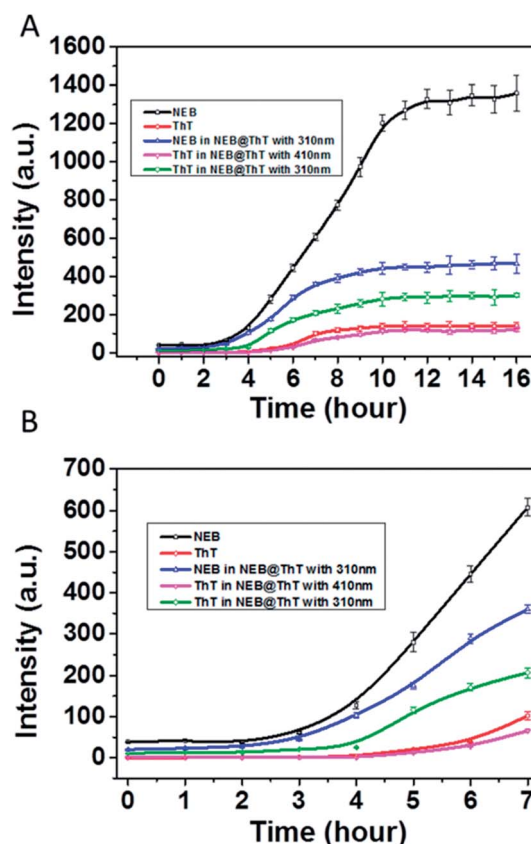 A
1600
1400
1200
1000
800
600
400
200
0
Intensity (a.u.)
NEB
ThT
NEB in NEB@ThT with 310nm
ThT in NEB@ThT with 410nm
ThT in NEB@ThT with 310nm
0 2 4 6 8 10 12 14 16
Time (hour)
B
700
600
500
400
300
200
100
0
Intensity (a.u.)
NEB
ThT
NEB in NEB@ThT with 310nm
ThT in NEB@ThT with 410nm
ThT in NEB@ThT with 310nm
0 1 2 3 4 5 6 7
Time (hour)